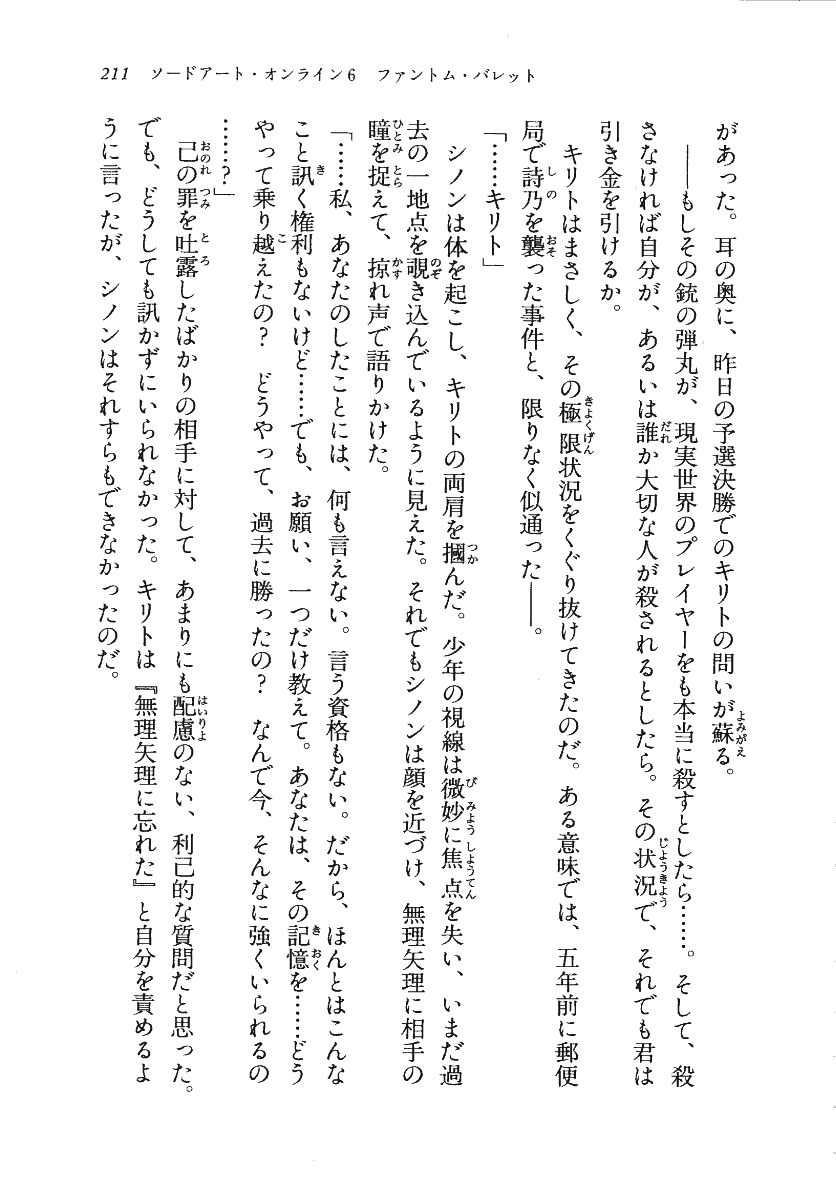 211　ソードアート・オンライン6　ファントム・バレット
があった。耳の奥に、昨日の予選決勝でのキリトの問いが蘇る。
――もしその銃の弾丸が、現実世界のプレイヤーをも本当に殺すとしたら……。そして、殺
さなければ自分が、あるいは誰か大切な人が殺されるとしたら。その状況で、それでも君は
引き金を引けるか。
キリトはまさしく、その極限状況をくぐり抜けてきたのだ。ある意味では、五年前に郵便
局で詩乃を襲った事件と、限りなく似通った――。
「……キリト」
シノンは体を起こし、キリトの両肩を摑んだ。少年の視線は微妙に焦点を失い、いまだ過
去の一地点を覗き込んでいるように見えた。それでもシノンは顔を近づけ、無理矢理に相手の
瞳を捉えて、掠れ声で語りかけた。
「……私、あなたのしたことには、何も言えない。言う資格もない。だから、ほんとはこんな
こと訊く権利もないけど……でも、お願い、一つだけ教えて。あなたは、その記憶を……どう
やって乗り越えたの？　どうやって、過去に勝ったの？　なんで今、そんなに強くいられるの
……？」
己の罪を吐露したばかりの相手に対して、あまりにも配慮のない、利己的な質問だと思った。
でも、どうしても訊かずにいられなかった。キリトは『無理矢理に忘れた』と自分を責めるよ
うに言ったが、シノンはそれすらもできなかったのだ。